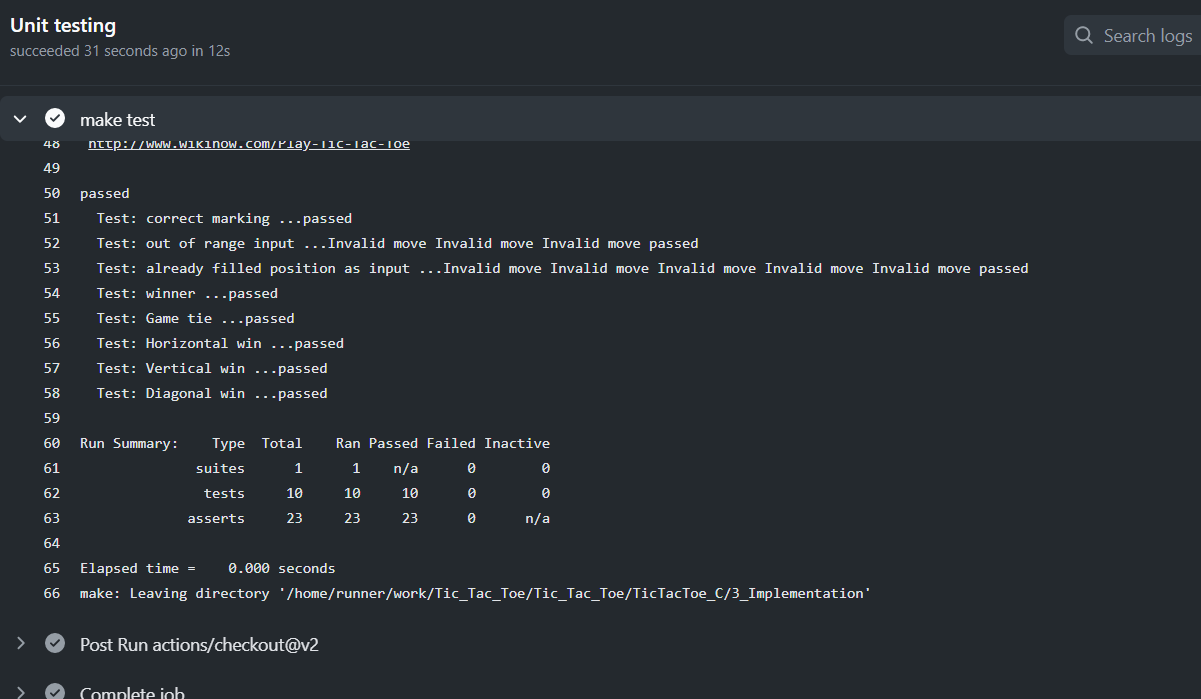 Unit testing
succeeded 31 seconds ago in 12s
Search logs
make test
48 http://www.wikihow.com/Play-Tic-Tac-Toe
49
50 passed
51 Test: correct marking ...passed
52 Test: out of range input ...Invalid move Invalid move Invalid move passed
53 Test: already filled position as input ...Invalid move Invalid move Invalid move Invalid move Invalid move passed
54 Test: winner ...passed
55 Test: Game tie ...passed
56 Test: Horizontal win ...passed
57 Test: Vertical win ...passed
58 Test: Diagonal win ...passed
59
60 Run Summary: Type Total Ran Passed Failed Inactive
61 suites 1 1 n/a 0 0
62 tests 10 10 10 0 0
63 asserts 23 23 23 0 n/a
64
65 Elapsed time = 0.000 seconds
66 make: Leaving directory '/home/runner/work/Tic_Tac_Toe/Tic_Tac_Toe/TicTacToe_C/3_Implementation'
Post Run actions/checkout@v2
Complete job